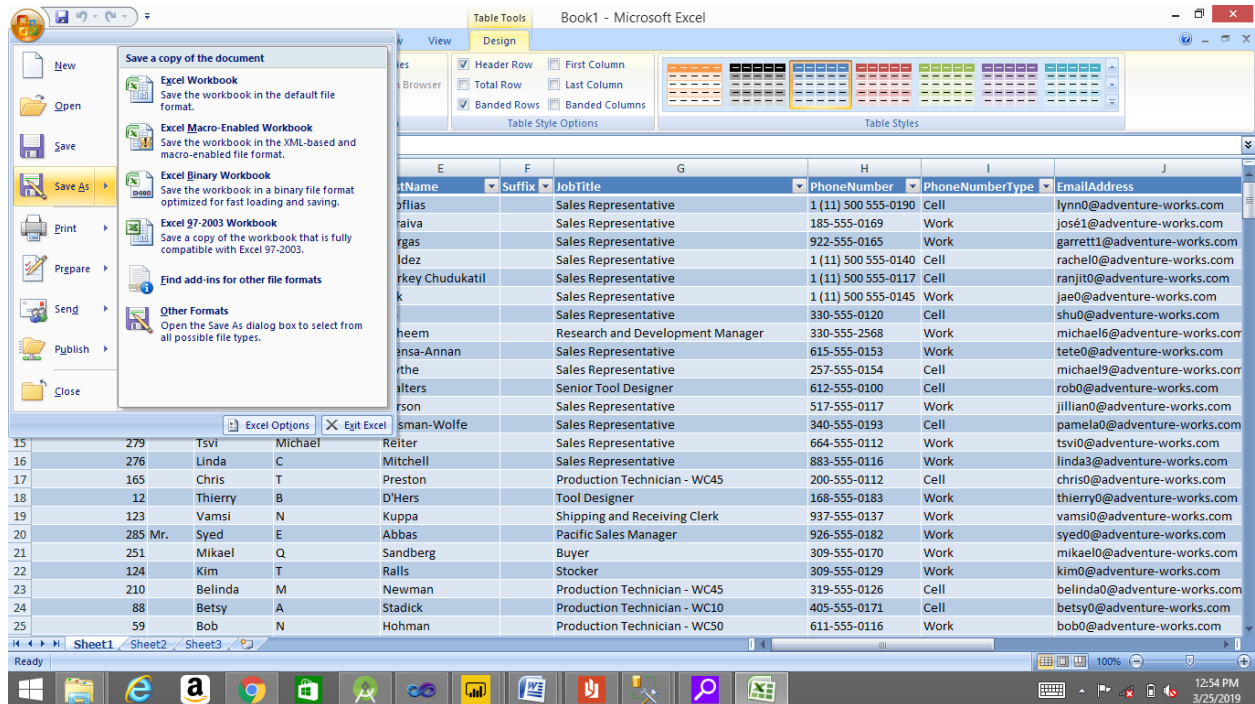 Table Tools
Book1 - Microsoft Excel
View
Design
New
Open
Save
Save As
Print
Prepare
Send
Publish
Close
Save a copy of the document
Excel Workbook
Save the workbook in the default file
format.
Excel Macro-Enabled Workbook
Save the workbook in the XML-based and
macro-enabled file format.
Excel Binary Workbook
Save the workbook in a binary file format
optimized for fast loading and saving.
Excel 97-2003 Workbook
Save a copy of the workbook that is fully
compatible with Excel 97-2003.
Find add-ins for other file formats
Other Formats
Open the Save As dialog box to select from
all possible file types.
Excel Options
Exit Excel
Browser
Header Row First Column
Total Row Last Column
Banded Rows Banded Columns
Table Style Options
Table Styles
E F G H I J
stName Suffix JobTitle PhoneNumber PhoneNumberType EmailAddress
oflias Sales Representative 1 (11) 500 555-0190 Cell lynn0@adventure-works.com
raiva Sales Representative 185-555-0169 Work josé1@adventure-works.com
rgas Sales Representative 922-555-0165 Work garrett1@adventure-works.com
ldez Sales Representative 1 (11) 500 555-0140 Cell rachel0@adventure-works.com
rkey Chudukatil Sales Representative 1 (11) 500 555-0117 Cell ranjit0@adventure-works.com
k Sales Representative 1 (11) 500 555-0145 Work jae0@adventure-works.com
Sales Representative 330-555-0120 Cell shu0@adventure-works.com
heem Research and Development Manager 330-555-2568 Work michael6@adventure-works.com
ensa-Annan Sales Representative 615-555-0153 Work tete0@adventure-works.com
ythe Sales Representative 257-555-0154 Cell michael9@adventure-works.com
alters Senior Tool Designer 612-555-0100 Cell rob0@adventure-works.com
rson Sales Representative 517-555-0117 Work jillian0@adventure-works.com
sman-Wolfe Sales Representative 340-555-0193 Cell pamela0@adventure-works.com
15 279 Tsvi Michael Reiter Sales Representative 664-555-0112 Work tsvi0@adventure-works.com
16 276 Linda C Mitchell Sales Representative 883-555-0116 Work linda3@adventure-works.com
17 165 Chris T Preston Production Technician - WC45 200-555-0112 Cell chris0@adventure-works.com
18 12 Thierry B D'Hers Tool Designer 168-555-0183 Work thierry0@adventure-works.com
19 123 Vamsi N Kuppa Shipping and Receiving Clerk 937-555-0137 Work vamsi0@adventure-works.com
20 285 Mr. Syed E Abbas Pacific Sales Manager 926-555-0182 Work syed0@adventure-works.com
21 251 Mikael Q Sandberg Buyer 309-555-0170 Work mikael0@adventure-works.com
22 124 Kim T Ralls Stocker 309-555-0129 Work kim0@adventure-works.com
23 210 Belinda M Newman Production Technician - WC45 319-555-0126 Cell belinda0@adventure-works.com
24 88 Betsy A Stadick Production Technician - WC10 405-555-0171 Cell betsy0@adventure-works.com
25 59 Bob N Hohman Production Technician - WC50 611-555-0116 Work bob0@adventure-works.com
Sheet1 Sheet2 Sheet3
Ready
100%
12:54 PM
3/25/2019